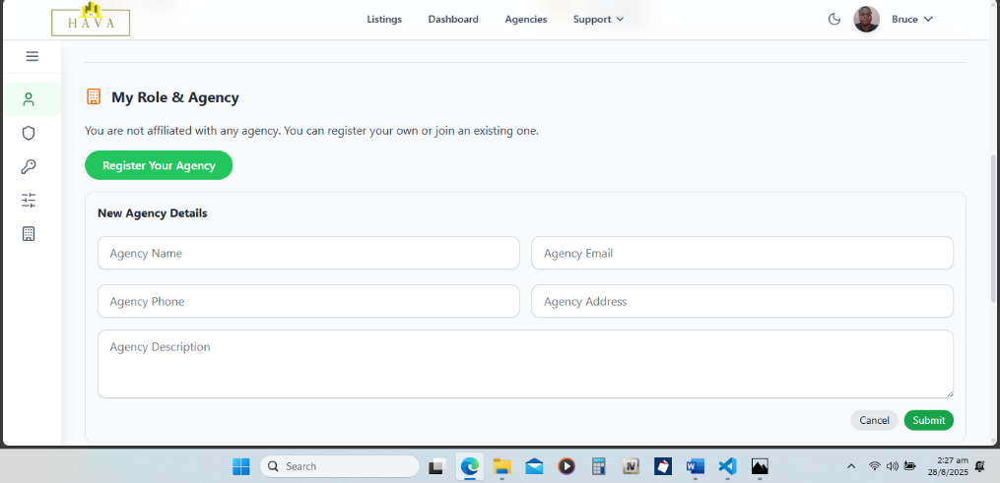 HAVA
Listings Dashboard Agencies Support Bruce
My Role & Agency
You are not affiliated with any agency. You can register your own or join an existing one.
Register Your Agency
New Agency Details
Agency Name Agency Email
Agency Phone Agency Address
Agency Description
Cancel Submit
Search
2:27 am
28/8/2025